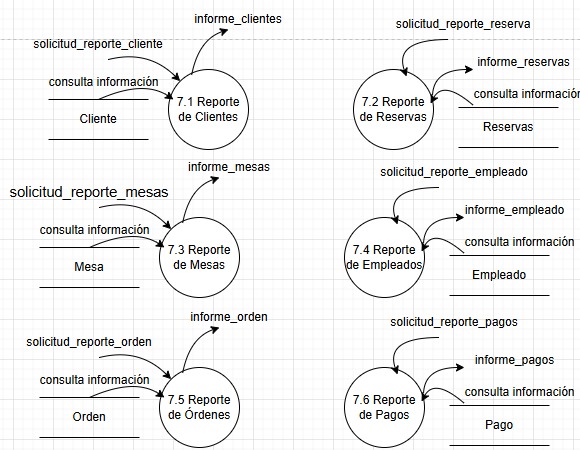 informe_clientes
solicitud_reporte_cliente
consulta información
Cliente
7.1 Reporte
de Clientes
solicitud_reporte_reserva
informe_reservas
consulta información
Reservas
7.2 Reporte
de Reservas
informe_mesas
solicitud_reporte_mesas
consulta información
Mesa
7.3 Reporte
de Mesas
solicitud_reporte_empleado
informe_empleado
consulta información
Empleado
7.4 Reporte
de Empleados
informe_orden
solicitud_reporte_orden
consulta información
Orden
7.5 Reporte
de Órdenes
solicitud_reporte_pagos
informe_pagos
consulta información
Pago
7.6 Reporte
de Pagos